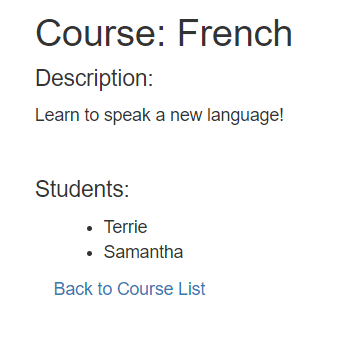 Course: French
Description:
Learn to speak a new language!
Students:
Terrie
Samantha
Back to Course List